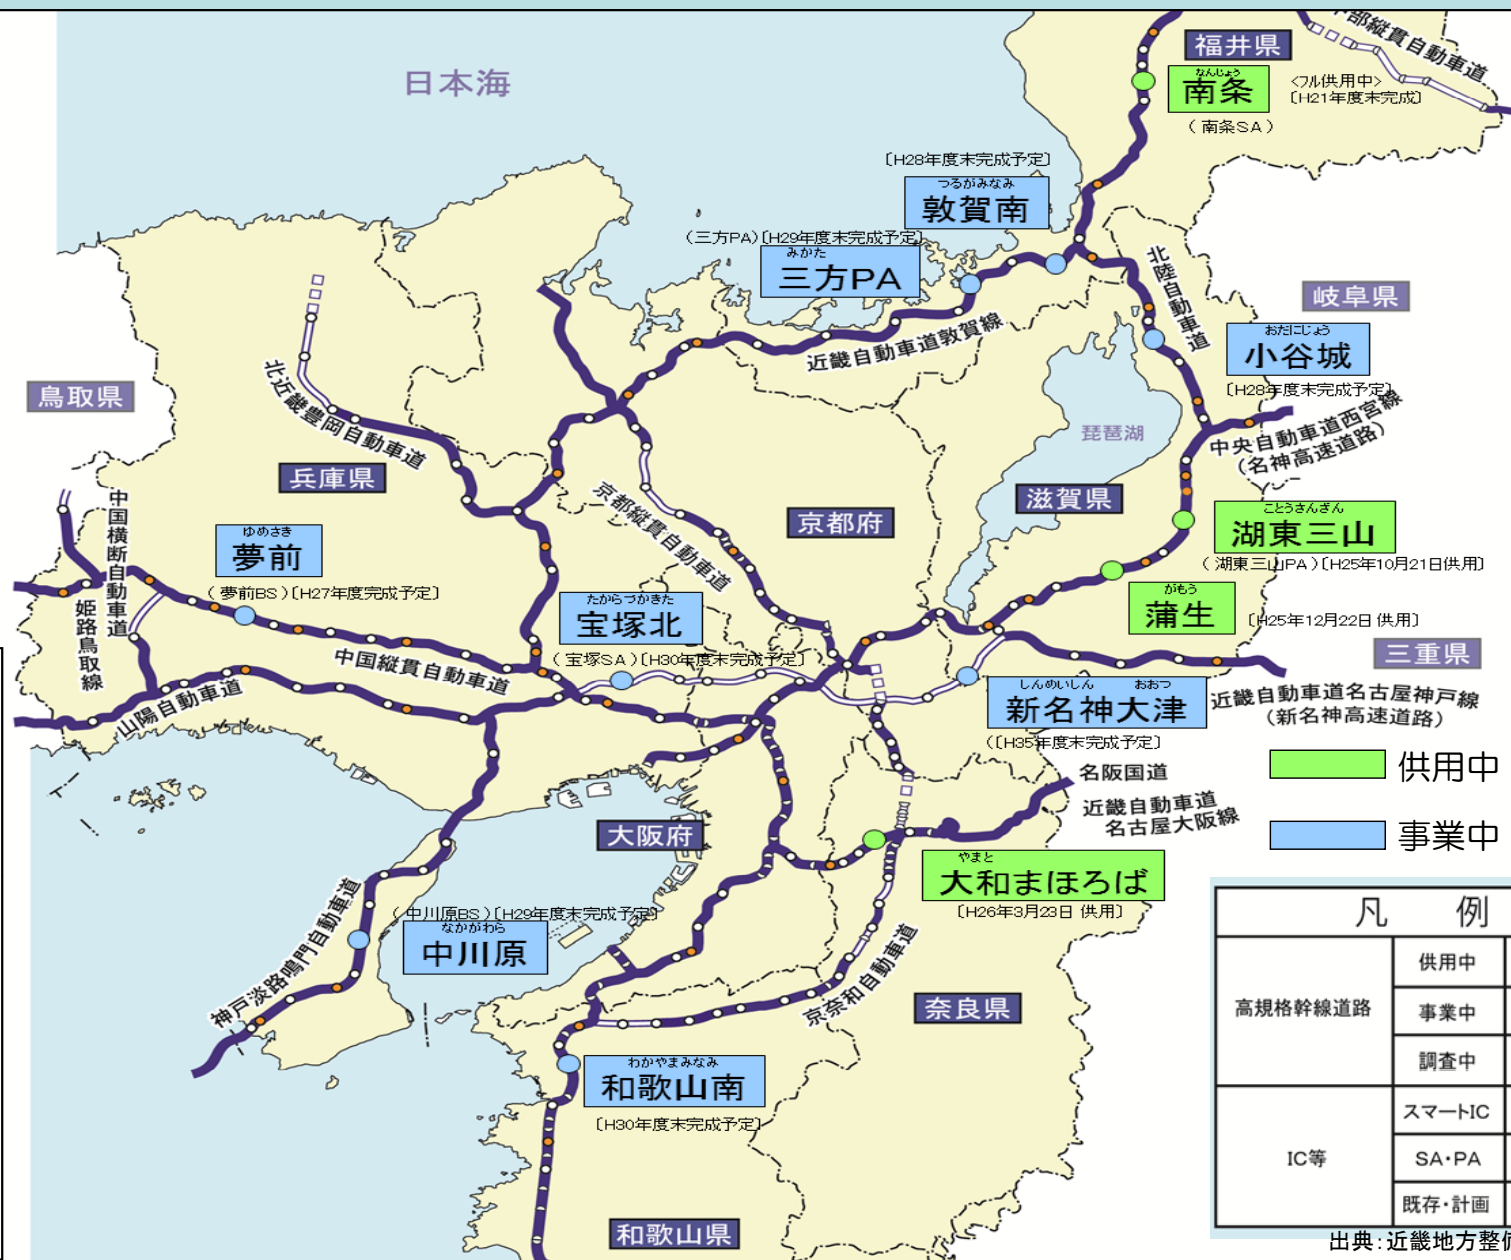 福井県
中部縦貫自動車道
日本海
なんじょう
南条
<フル供用中>
〔H21年度末完成〕
(南条SA)
〔H28年度末完成予定〕
つるがみなみ
敦賀南
(三方PA)〔H29年度末完成予定〕
みかた
三方PA
北陸自動車道
岐阜県
近畿自動車道敦賀線
おだにじょう
小谷城
〔H28年度末完成予定〕
鳥取県
北近畿豊岡自動車道
琵琶湖
中央自動車道西宮線
(名神高速道路)
兵庫県
中国横断自動車道
姫路鳥取線
京都縦貫自動車道
京都府
滋賀県
ことうさんざん
湖東三山
(湖東三山PA)〔H25年10月21日供用〕
ゆめさき
夢前
(夢前BS)〔H27年度完成予定〕
がもう
蒲生
〔H25年12月22日 供用〕
たからづかきた
宝塚北
(宝塚SA)〔H30年度末完成予定〕
三重県
中国縦貫自動車道
山陽自動車道
しんめいしん おおつ
新名神大津
(〔H35年度末完成予定〕
近畿自動車道名古屋神戸線
(新名神高速道路)
供用中
名阪国道
近畿自動車道
名古屋大阪線
事業中
大阪府
やまと
大和まほろば
〔H26年3月23日 供用〕
神戸淡路鳴門自動車道
(中川原BS)〔H29年度末完成予定〕
なかがわら
中川原
京奈和自動車道
奈良県
わかやまみなみ
和歌山南
〔H30年度末完成予定〕
和歌山県
凡 例
高規格幹線道路
供用中
事業中
調査中
IC等
スマートIC
SA・PA
既存・計画
出典:近畿地方整備